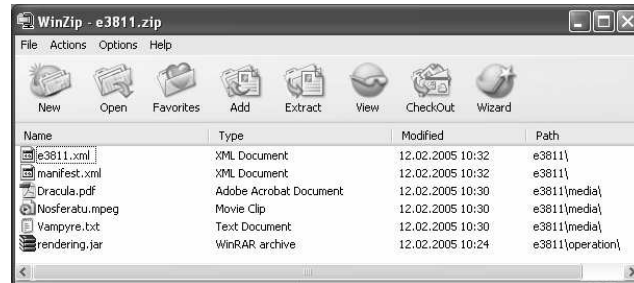 WinZip - e3811.zip
File Actions Options Help
New Open Favorites Add Extract View CheckOut Wizard
Name Type Modified Path
e3811.xml XML Document 12.02.2005 10:32 e3811\
manifest.xml XML Document 12.02.2005 10:32 e3811\
Dracula.pdf Adobe Acrobat Document 12.02.2005 10:30 e3811\media\
Nosferatu.mpeg Movie Clip 12.02.2005 10:30 e3811\media\
Vampyre.txt Text Document 12.02.2005 10:30 e3811\media\
rendering.jar WinRAR archive 12.02.2005 10:24 e3811\operation\